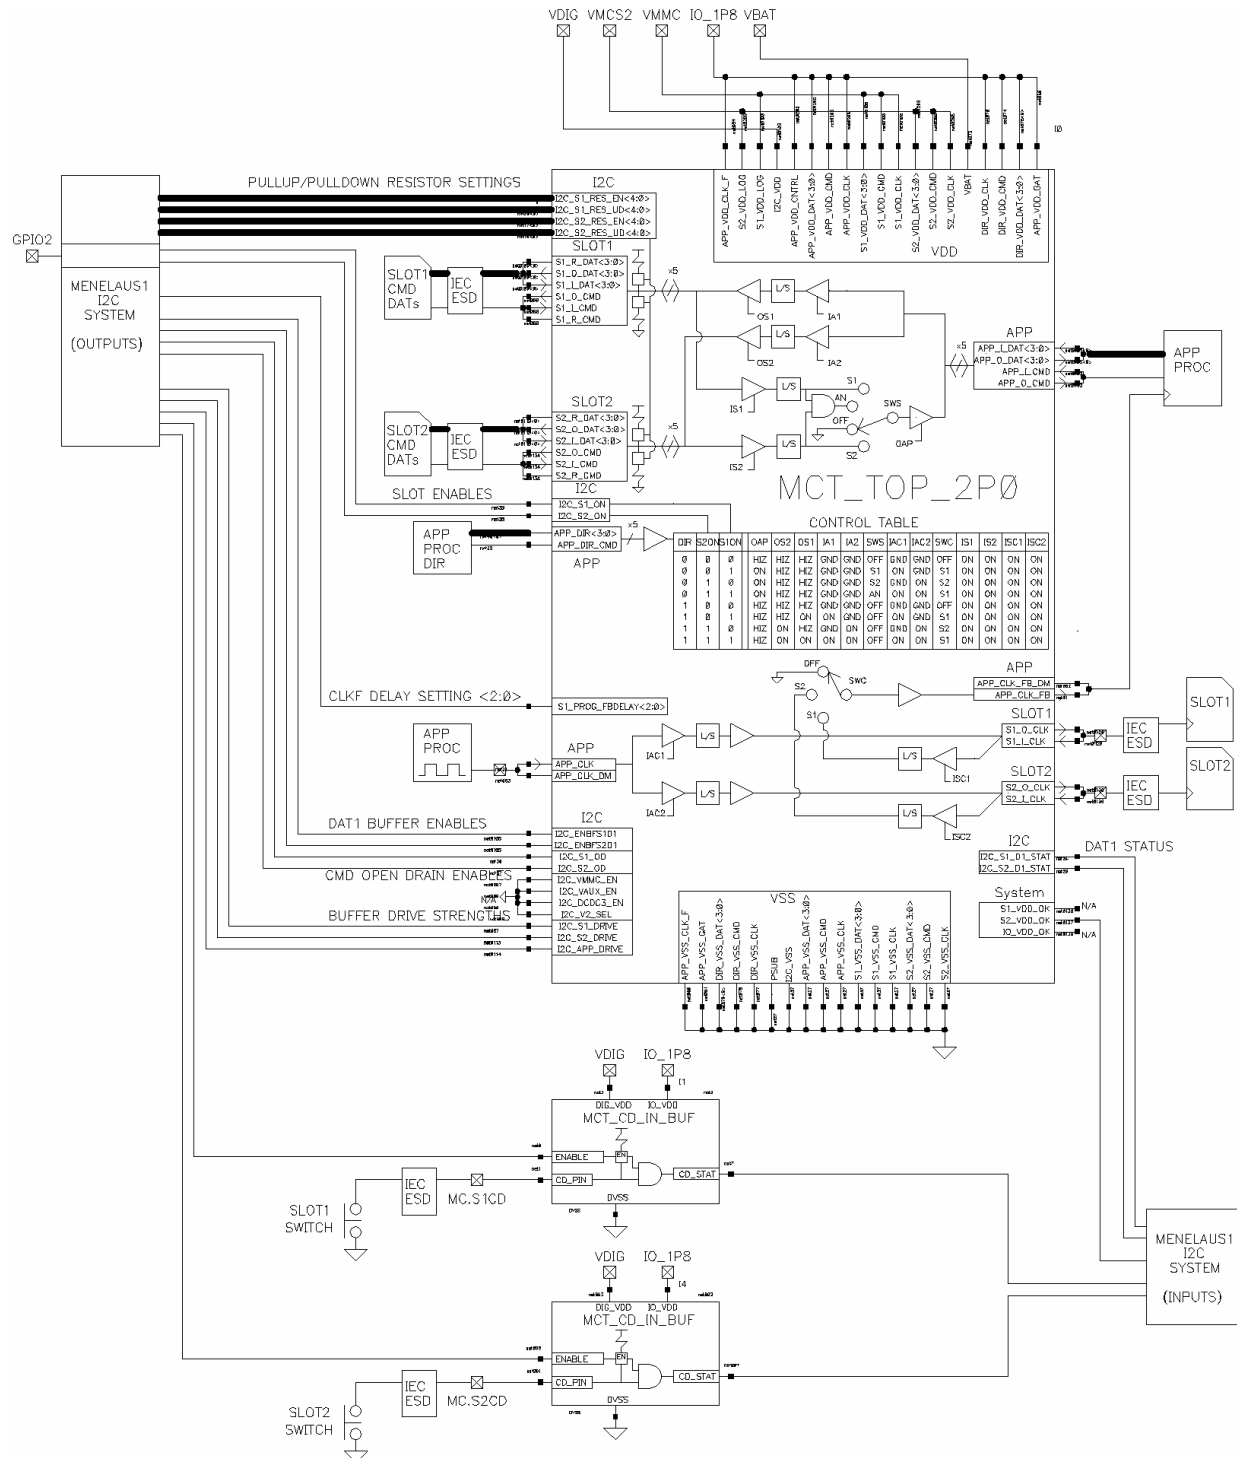 VDIG VMCS2 VMMC IO_1P8 VBAT
I0
APP_VDD_CLK_F
S2_VDD_LOG
S1_VDD_LOG
I2C_VDD
APP_VDD_CNTRL
APP_VDD_DAT<3:0>
APP_VDD_CMD
APP_VDD_CLK
S1_VDD_DAT<3:0>
S1_VDD_CMD
S1_VDD_CLK
S2_VDD_DAT<3:0>
S2_VDD_CMD
S2_VDD_CLK
VBAT
DIR_VDD_CLK
DIR_VDD_CMD
DIR_VDD_DAT<3:0>
APP_VDD_DAT
VDD
PULLUP/PULLDOWN RESISTOR SETTINGS
I2C
I2C_S1_RES_EN<4:0>
I2C_S1_RES_UD<4:0>
I2C_S2_RES_EN<4:0>
I2C_S2_RES_UD<4:0>
GPIO2
MENELAUS1
I2C
SYSTEM
(OUTPUTS)
SLOT1
CMD
DATs
IEC
ESD
SLOT1
S1_R_DAT<3:0>
S1_O_DAT<3:0>
S1_I_DAT<3:0>
S1_O_CMD
S1_I_CMD
S1_R_CMD
x5
OS1
L/S
IA1
OS2
L/S
IA2
IS1
L/S
S1
AN
OFF
SWS
S2
OAP
IS2
L/S
x5
APP
APP_I_DAT<3:0>
APP_O_DAT<3:0>
APP_I_CMD
APP_O_CMD
APP
PROC
SLOT2
CMD
DATs
IEC
ESD
SLOT2
S2_R_DAT<3:0>
S2_O_DAT<3:0>
S2_I_DAT<3:0>
S2_O_CMD
S2_I_CMD
S2_R_CMD
x5
MCT_TOP_2P0
SLOT ENABLES
I2C
I2C_S1_ON
I2C_S2_ON
APP
PROC
DIR
APP_DIR<3:0>
APP_DIR_CMD
APP
x5
CONTROL TABLE
DIR S2ON S1ON OAP OS2 OS1 IA1 IA2 SWS IAC1 IAC2 SWC IS1 IS2 ISC1 ISC2
0 0 0 HIZ HIZ HIZ GND GND OFF GND GND OFF ON ON ON ON
0 0 1 ON HIZ HIZ GND GND S1 ON GND S1 ON ON ON ON
0 1 0 ON HIZ HIZ GND GND S2 GND ON S2 ON ON ON ON
0 1 1 ON HIZ HIZ GND GND AN ON ON S1 ON ON ON ON
1 0 0 HIZ HIZ HIZ GND GND OFF GND GND OFF ON ON ON ON
1 0 1 HIZ HIZ ON ON GND OFF ON GND S1 ON ON ON ON
1 1 0 HIZ ON HIZ GND ON OFF GND ON S2 ON ON ON ON
1 1 1 HIZ ON ON ON ON OFF ON ON S1 ON ON ON ON
CLKF DELAY SETTING <2:0>
S1_PROG_FBDELAY<2:0>
OFF
SWC
S2
S1
APP
APP_CLK_FB_DM
APP_CLK_FB
APP
PROC
APP
APP_CLK
APP_CLK_DM
IAC1
L/S
L/S
ISC1
IAC2
L/S
L/S
ISC2
SLOT1
S1_O_CLK
S1_I_CLK
IEC
ESD
SLOT1
SLOT2
S2_O_CLK
S2_I_CLK
IEC
ESD
SLOT2
DAT1 BUFFER ENABLES
CMD OPEN DRAIN ENABLES
N/A
BUFFER DRIVE STRENGTHS
I2C
I2C_ENBFS1D1
I2C_ENBFS2D1
I2C_S1_OD
I2C_S2_OD
I2C_VMMC_EN
I2C_VAUX_EN
I2C_DCDC3_EN
I2C_V2_SEL
I2C_S1_DRIVE
I2C_S2_DRIVE
I2C_APP_DRIVE
I2C
I2C_S1_D1_STAT
I2C_S2_D1_STAT
DAT1 STATUS
System
S1_VDD_OK
S2_VDD_OK
IO_VDD_OK
N/A
N/A
VSS
APP_VSS_CLK_F
APP_VSS_DAT
DIR_VSS_DAT<3:0>
DIR_VSS_CMD
DIR_VSS_CLK
PSUB
I2C_VSS
APP_VSS_DAT<3:0>
APP_VSS_CMD
APP_VSS_CLK
S1_VSS_DAT<3:0>
S1_VSS_CMD
S1_VSS_CLK
S2_VSS_DAT<3:0>
S2_VSS_CMD
S2_VSS_CLK
VDIG IO_1P8
I1
DIG_VDD IO_VDD
MCT_CD_IN_BUF
ENABLE
EN
CD_PIN
CD_STAT
DVSS
DVSS
IEC
ESD
MC.S1CD
SLOT1
SWITCH
MENELAUS1
I2C
SYSTEM
(INPUTS)
VDIG IO_1P8
I4
DIG_VDD IO_VDD
MCT_CD_IN_BUF
ENABLE
EN
CD_PIN
CD_STAT
DVSS
DVSS
IEC
ESD
MC.S2CD
SLOT2
SWITCH